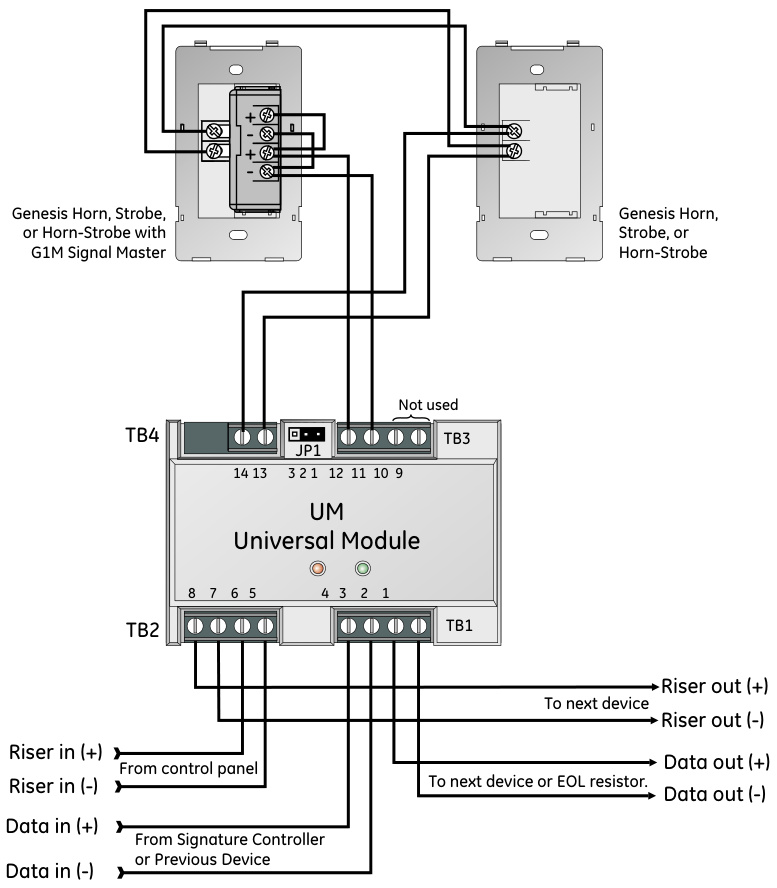 +
-
+
-
Genesis Horn, Strobe,
or Horn-Strobe with
G1M Signal Master
Genesis Horn,
Strobe, or
Horn-Strobe
Not used
TB4
JP1
TB3
14 13 3 2 1 12 11 10 9
UM
Universal Module
8 7 6 5 4 3 2 1
TB2
TB1
Riser out (+)
To next device
Riser out (-)
Riser in (+)
From control panel
Riser in (-)
Data out (+)
To next device or EOL resistor.
Data out (-)
Data in (+)
From Signature Controller
or Previous Device
Data in (-)